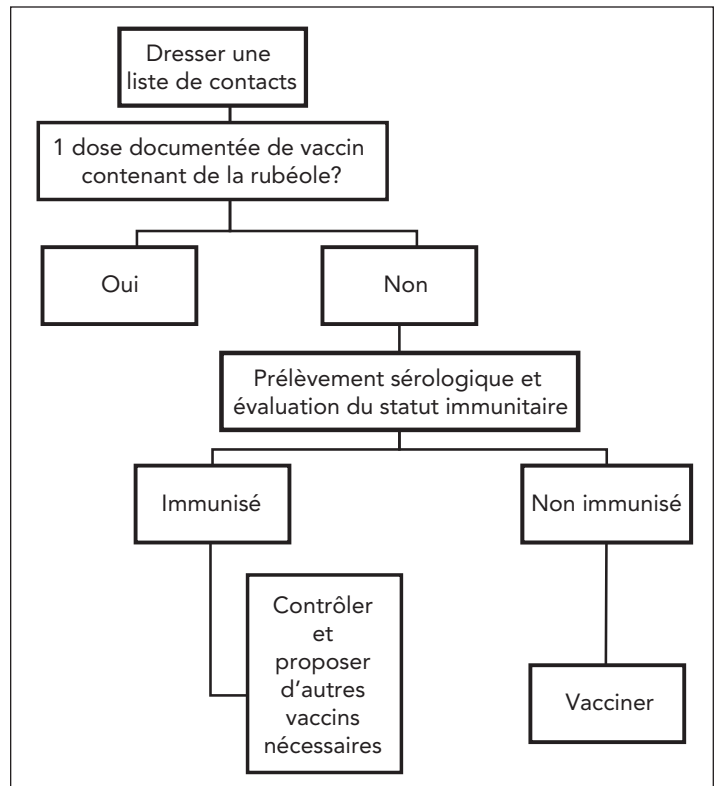 Dresser une
liste de contacts
1 dose documentée de vaccin
contenant de la rubéole?
Oui
Non
Prélèvement sérologique et
évaluation du statut immunitaire
Immunisé
Non immunisé
Contrôler
et
proposer
d'autres
vaccins
nécessaires
Vacciner